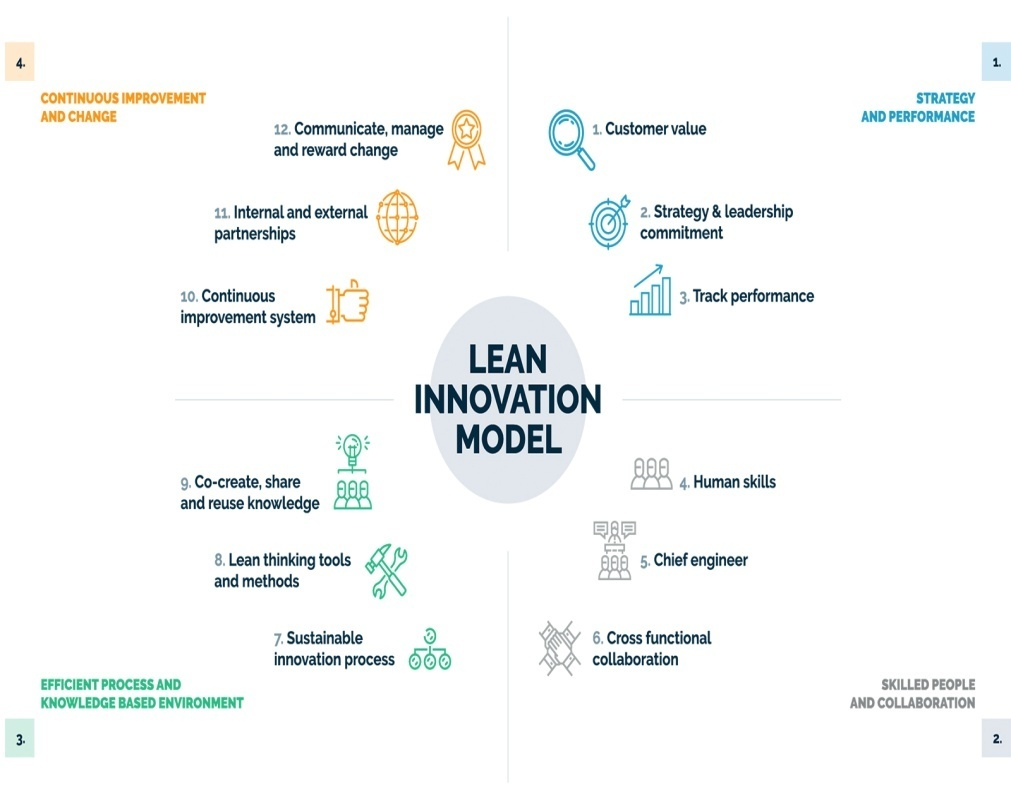 4.
CONTINUOUS IMPROVEMENT
AND CHANGE
12. Communicate, manage
and reward change
11. Internal and external
partnerships
10. Continuous
improvement system
1.
STRATEGY
AND PERFORMANCE
1. Customer value
2. Strategy & leadership
commitment
3. Track performance
LEAN
INNOVATION
MODEL
9. Co-create, share
and reuse knowledge
8. Lean thinking tools
and methods
7. Sustainable
innovation process
EFFICIENT PROCESS AND
KNOWLEDGE BASED ENVIRONMENT
3.
4. Human skills
5. Chief engineer
6. Cross functional
collaboration
SKILLED PEOPLE
AND COLLABORATION
2.